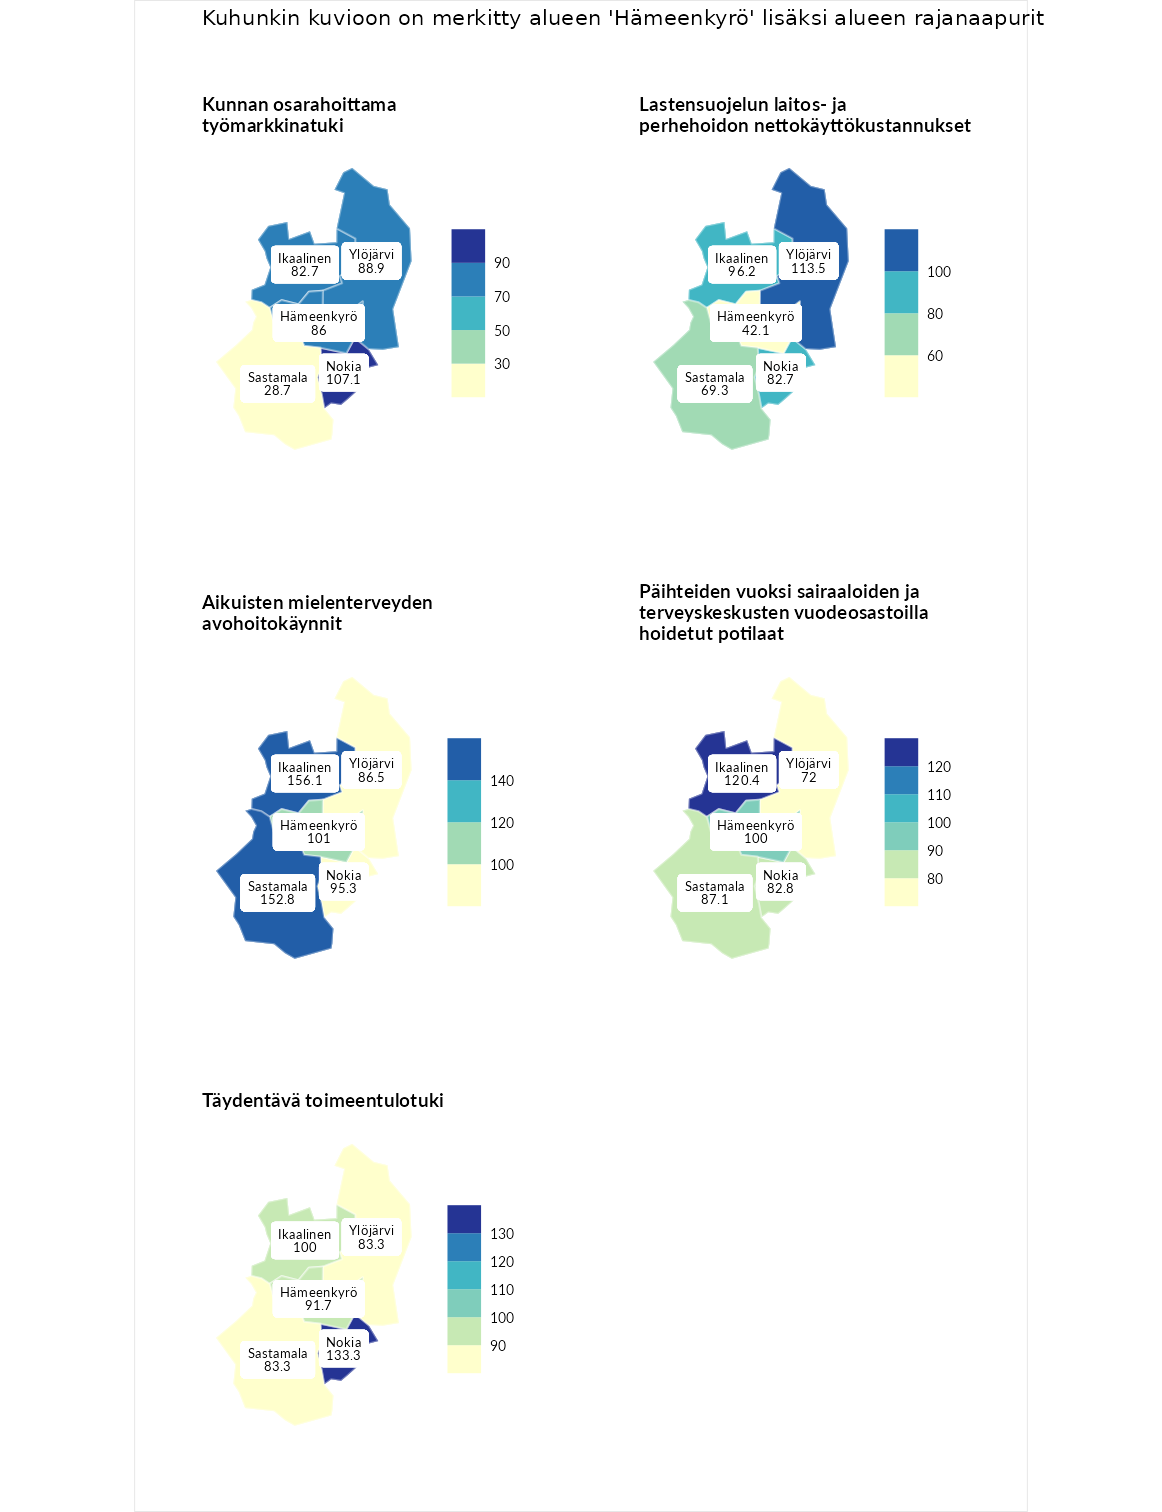 Kuhunkin kuvioon on merkitty alueen 'Hämeenkyrö' lisäksi alueen rajanaapurit
Kunnan osarahoittama
työmarkkinatuki
Ikaalinen
82.7
Ylöjärvi
88.9
Hämeenkyrö
86
Nokia
107.1
Sastamala
28.7
90
70
50
30
Lastensuojelun laitos- ja
perhehoidon nettokäyttökustannukset
Ikaalinen
96.2
Ylöjärvi
113.5
Hämeenkyrö
42.1
Nokia
82.7
Sastamala
69.3
100
80
60
Aikuisten mielenterveyden
avohoitokäynnit
Ikaalinen
156.1
Ylöjärvi
86.5
Hämeenkyrö
101
Nokia
95.3
Sastamala
152.8
140
120
100
Päihteiden vuoksi sairaaloiden ja
terveyskeskusten vuodeosastoilla
hoidetut potilaat
Ikaalinen
120.4
Ylöjärvi
72
Hämeenkyrö
100
Nokia
82.8
Sastamala
87.1
120
110
100
90
80
Täydentävä toimeentulotuki
Ikaalinen
100
Ylöjärvi
83.3
Hämeenkyrö
91.7
Nokia
133.3
Sastamala
83.3
130
120
110
100
90